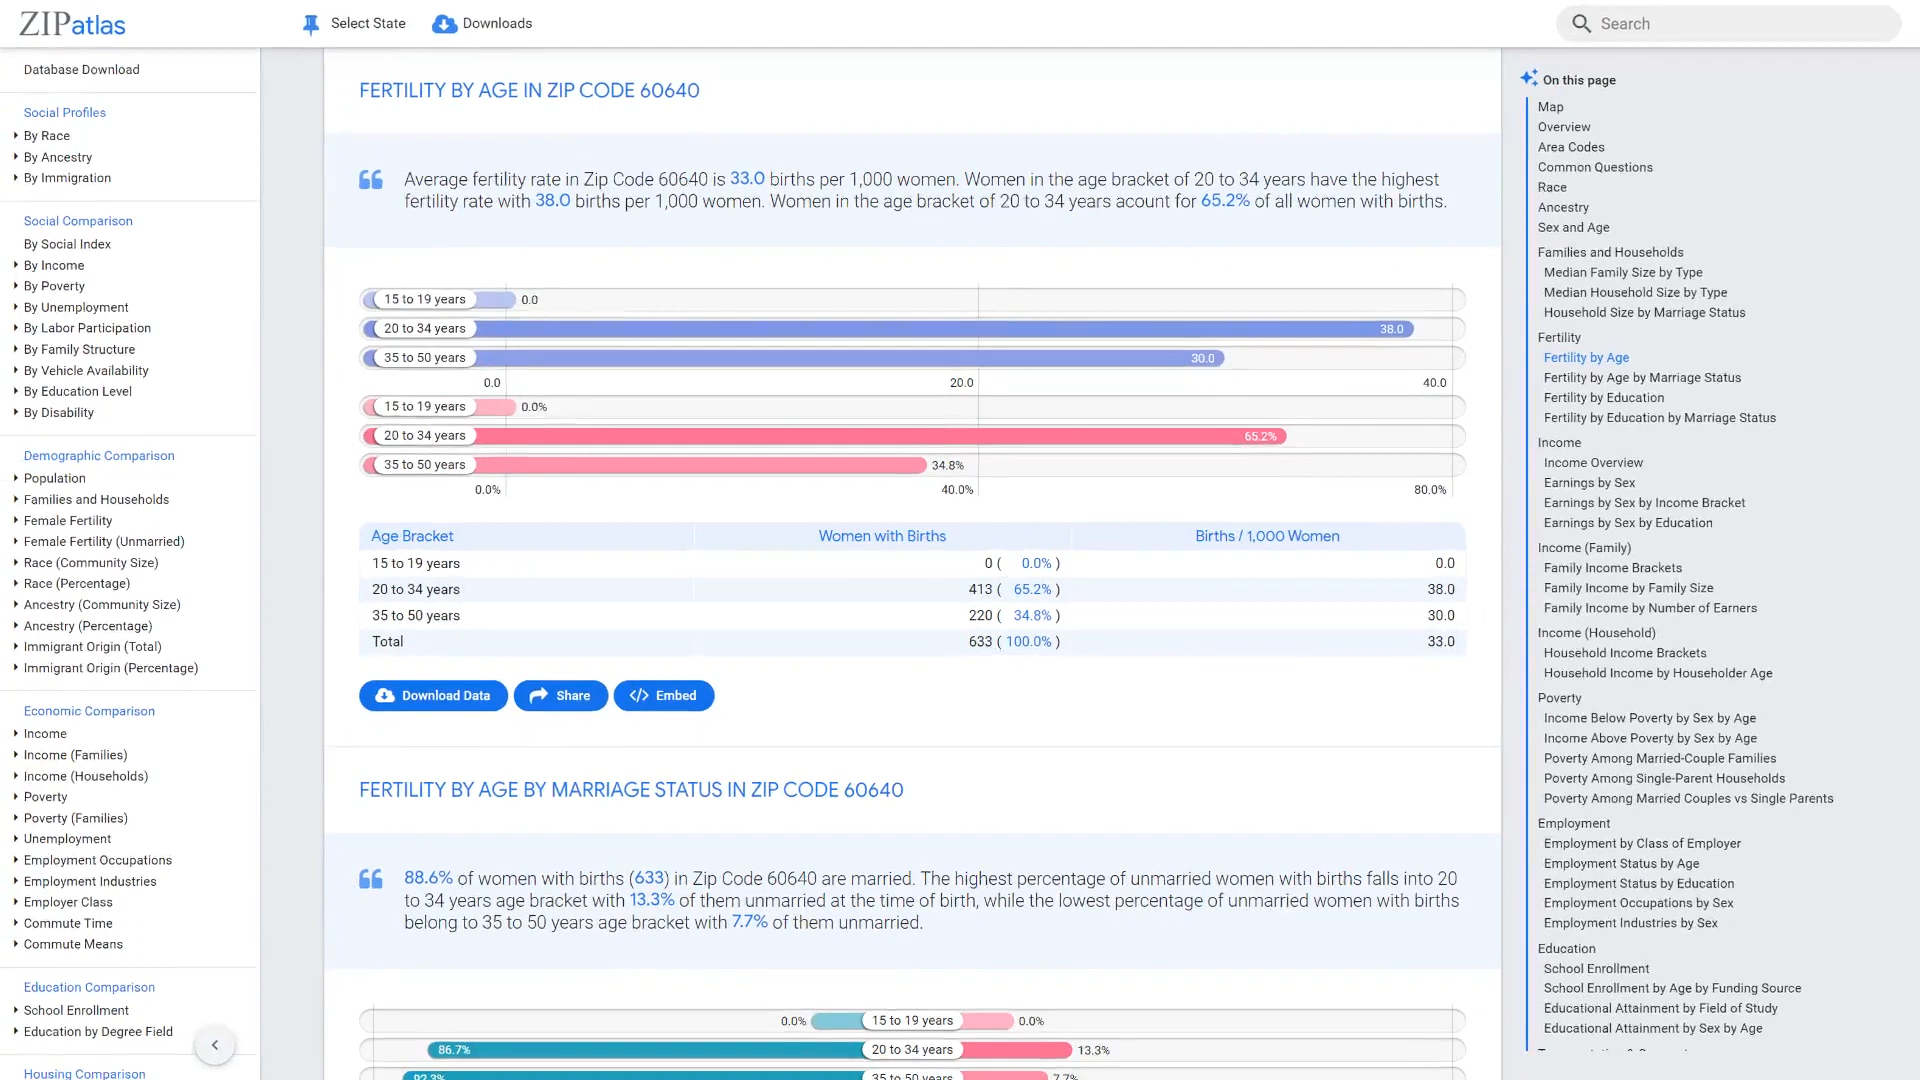 ZIPatlas
Select State
Downloads
Search
Database Download
Social Profiles
By Race
By Ancestry
By Immigration
Social Comparison
By Social Index
By Income
By Poverty
By Unemployment
By Labor Participation
By Family Structure
By Vehicle Availability
By Education Level
By Disability
Demographic Comparison
Population
Families and Households
Female Fertility
Female Fertility (Unmarried)
Race (Community Size)
Race (Percentage)
Ancestry (Community Size)
Ancestry (Percentage)
Immigrant Origin (Total)
Immigrant Origin (Percentage)
Economic Comparison
Income
Income (Families)
Income (Households)
Poverty
Poverty (Families)
Unemployment
Employment Occupations
Employment Industries
Employer Class
Commute Time
Commute Means
Education Comparison
School Enrollment
Education by Degree Field
Housing Comparison
FERTILITY BY AGE IN ZIP CODE 60640
Average fertility rate in Zip Code 60640 is 33.0 births per 1,000 women. Women in the age bracket of 20 to 34 years have the highest
fertility rate with 38.0 births per 1,000 women. Women in the age bracket of 20 to 34 years acount for 65.2% of all women with births.
15 to 19 years 0.0
20 to 34 years 38.0
35 to 50 years 30.0
0.0 20.0 40.0
15 to 19 years 0.0%
20 to 34 years 65.2%
35 to 50 years 34.8%
0.0% 40.0% 80.0%
Age Bracket Women with Births Births / 1,000 Women
15 to 19 years 0 ( 0.0% ) 0.0
20 to 34 years 413 ( 65.2% ) 38.0
35 to 50 years 220 ( 34.8% ) 30.0
Total 633 ( 100.0% ) 33.0
Download Data Share Embed
FERTILITY BY AGE BY MARRIAGE STATUS IN ZIP CODE 60640
88.6% of women with births (633) in Zip Code 60640 are married. The highest percentage of unmarried women with births falls into 20
to 34 years age bracket with 13.3% of them unmarried at the time of birth, while the lowest percentage of unmarried women with births
belong to 35 to 50 years age bracket with 7.7% of them unmarried.
0.0% 15 to 19 years 0.0%
86.7% 20 to 34 years 13.3%
92.3% 35 to 50 years 7.7%
On this page
Map
Overview
Area Codes
Common Questions
Race
Ancestry
Sex and Age
Families and Households
Median Family Size by Type
Median Household Size by Type
Household Size by Marriage Status
Fertility
Fertility by Age
Fertility by Age by Marriage Status
Fertility by Education
Fertility by Education by Marriage Status
Income
Income Overview
Earnings by Sex
Earnings by Sex by Income Bracket
Earnings by Sex by Education
Income (Family)
Family Income Brackets
Family Income by Family Size
Family Income by Number of Earners
Income (Household)
Household Income Brackets
Household Income by Householder Age
Poverty
Income Below Poverty by Sex by Age
Income Above Poverty by Sex by Age
Poverty Among Married-Couple Families
Poverty Among Single-Parent Households
Poverty Among Married Couples vs Single Parents
Employment
Employment by Class of Employer
Employment Status by Age
Employment Status by Education
Employment Occupations by Sex
Employment Industries by Sex
Education
School Enrollment
School Enrollment by Age by Funding Source
Educational Attainment by Field of Study
Educational Attainment by Sex by Age